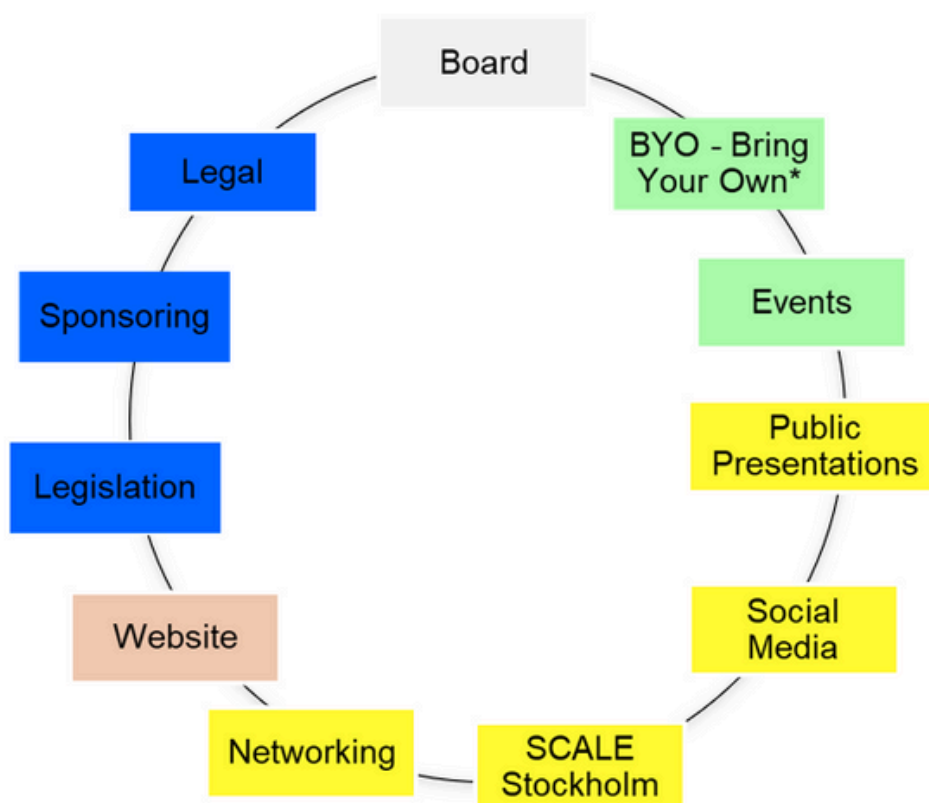 Board
BYO - Bring
Your Own*
Events
Public
Presentations
Social
Media
SCALE
Stockholm
Networking
Website
Legislation
Sponsoring
Legal